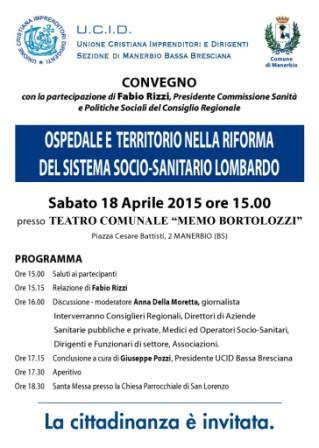 U.C.I.D.
UNIONE CRISTIANA IMPRENDITORI E DIRIGENTI
SEZIONE DI MANERBIO BASSA BRESCIANA
UNIONE CRISTIANA IMPRENDITORI DIRIGENTI
Comune
di Manerbio
CONVEGNO
con la partecipazione di Fabio Rizzi, Presidente Commissione Sanità
e Politiche Sociali del Consiglio Regionale
OSPEDALE E TERRITORIO NELLA RIFORMA
DEL SISTEMA SOCIO-SANITARIO LOMBARDO
Sabato 18 Aprile 2015 ore 15.00
presso TEATRO COMUNALE “MEMO BORTOLOZZI”
Piazza Cesare Battisti, 2 MANERBIO (BS)
PROGRAMMA
Ore 15.00 Saluti ai partecipanti
Ore 15.15 Relazione di Fabio Rizzi
Ore 16.00 Discussione - moderatore Anna Della Moretta, giornalista
Interverranno Consiglieri Regionali, Direttori di Aziende
Sanitarie pubbliche e private, Medici ed Operatori Socio-Sanitari,
Dirigenti e Funzionari di settore, Associazioni.
Ore 17.15 Conclusione a cura di Giuseppe Pozzi, Presidente UCID Bassa Bresciana
Ore 17.30 Aperitivo
Ore 18.30 Santa Messa presso la Chiesa Parrocchiale di San Lorenzo
La cittadinanza è invitata.